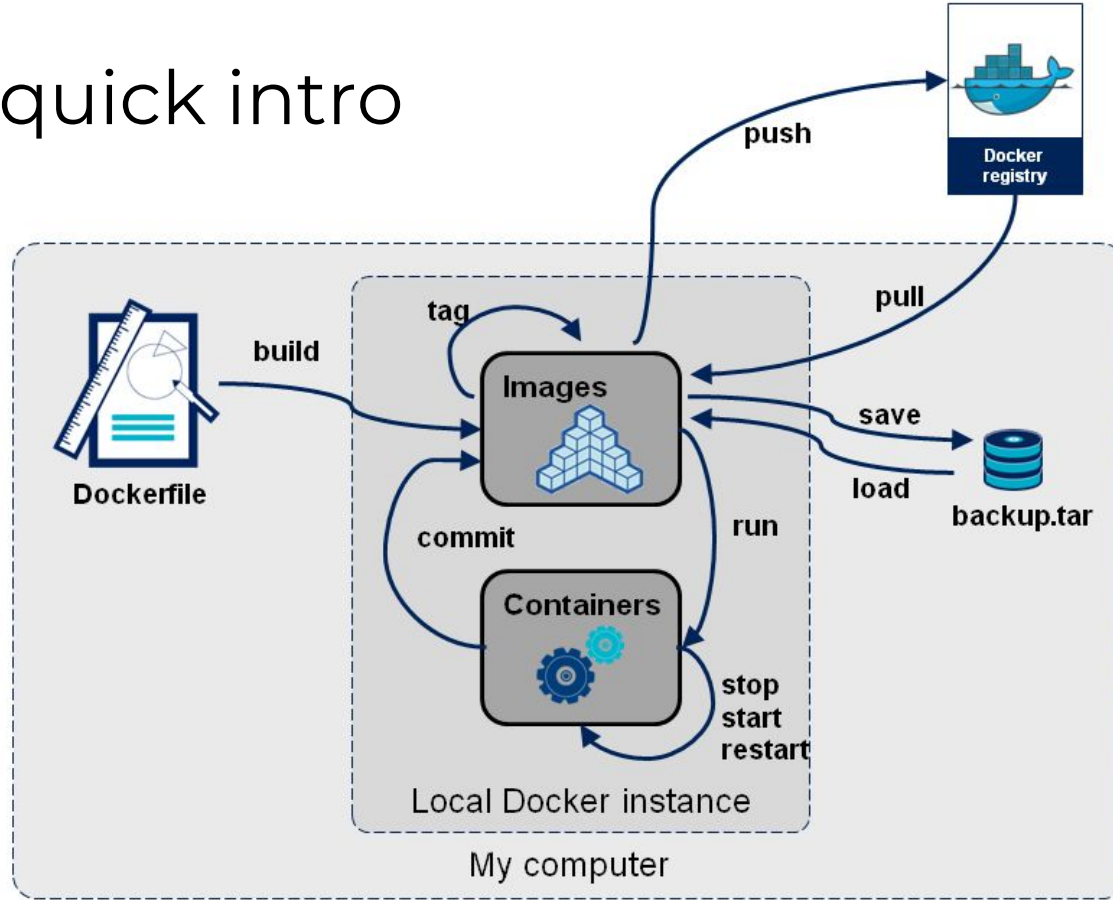 quick intro
push
Docker
registry
pull
tag
build
Images
save
Dockerfile
load
backup.tar
commit
run
Containers
stop
start
restart
Local Docker instance
My computer